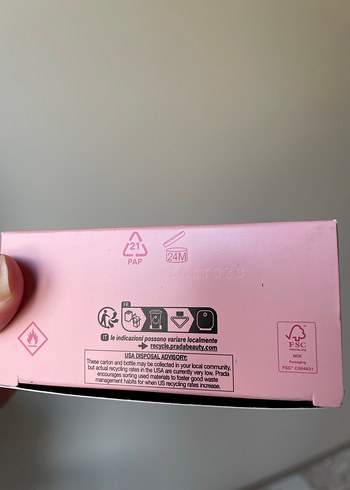 21
PAP
24M
FR
IT le indicazioni possono variare localmente
recycle.pradabeauty.com
USA DISPOSAL ADVISORY:
These carton and bottle may be collected in your local community,
but actual recycling rates in the USA are currently very low. Prada
encourages sorting used materials to foster good waste
management habits for when US recycling rates increase.
FSC
MIX
Packaging